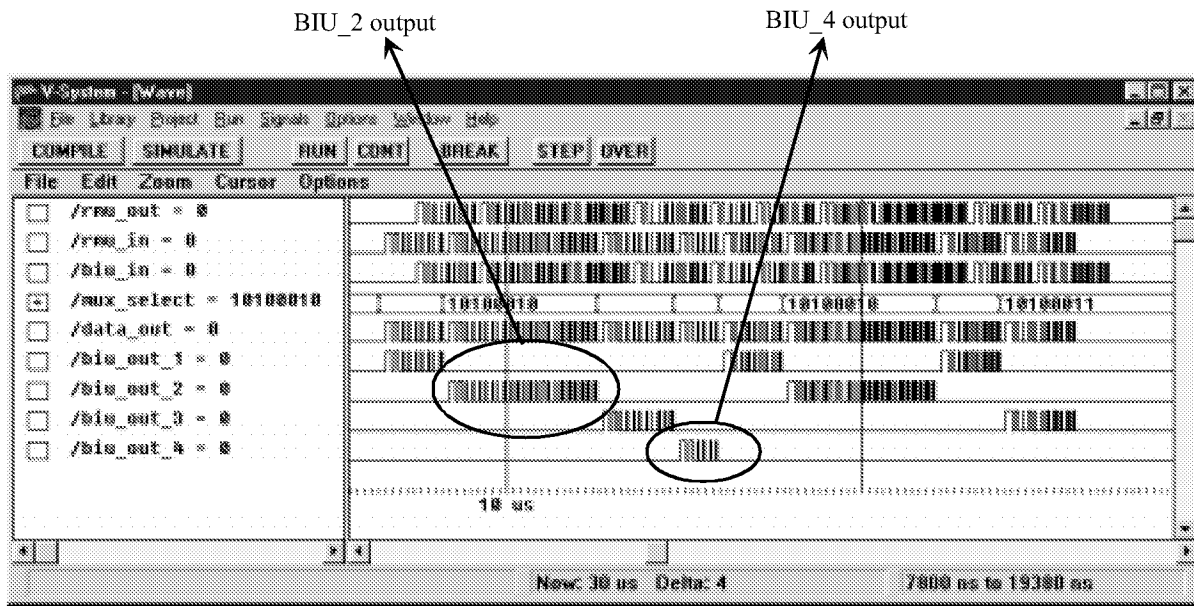 BIU_2 output
BIU_4 output
V-System - [Wave]
File Library Project Run Signals Options Window Help
COMPILE SIMULATE RUN CONT BREAK STEP OVER
File Edit Zoom Cursor Options
/rmu_out = 0
/rmu_in = 0
/biu_in = 0
/mux_select = 10100010 10100010 10100010 10100011
/data_out = 0
/biu_out_1 = 0
/biu_out_2 = 0
/biu_out_3 = 0
/biu_out_4 = 0
10 us
Now: 30 us Delta: 4 7800 ns to 19380 ns